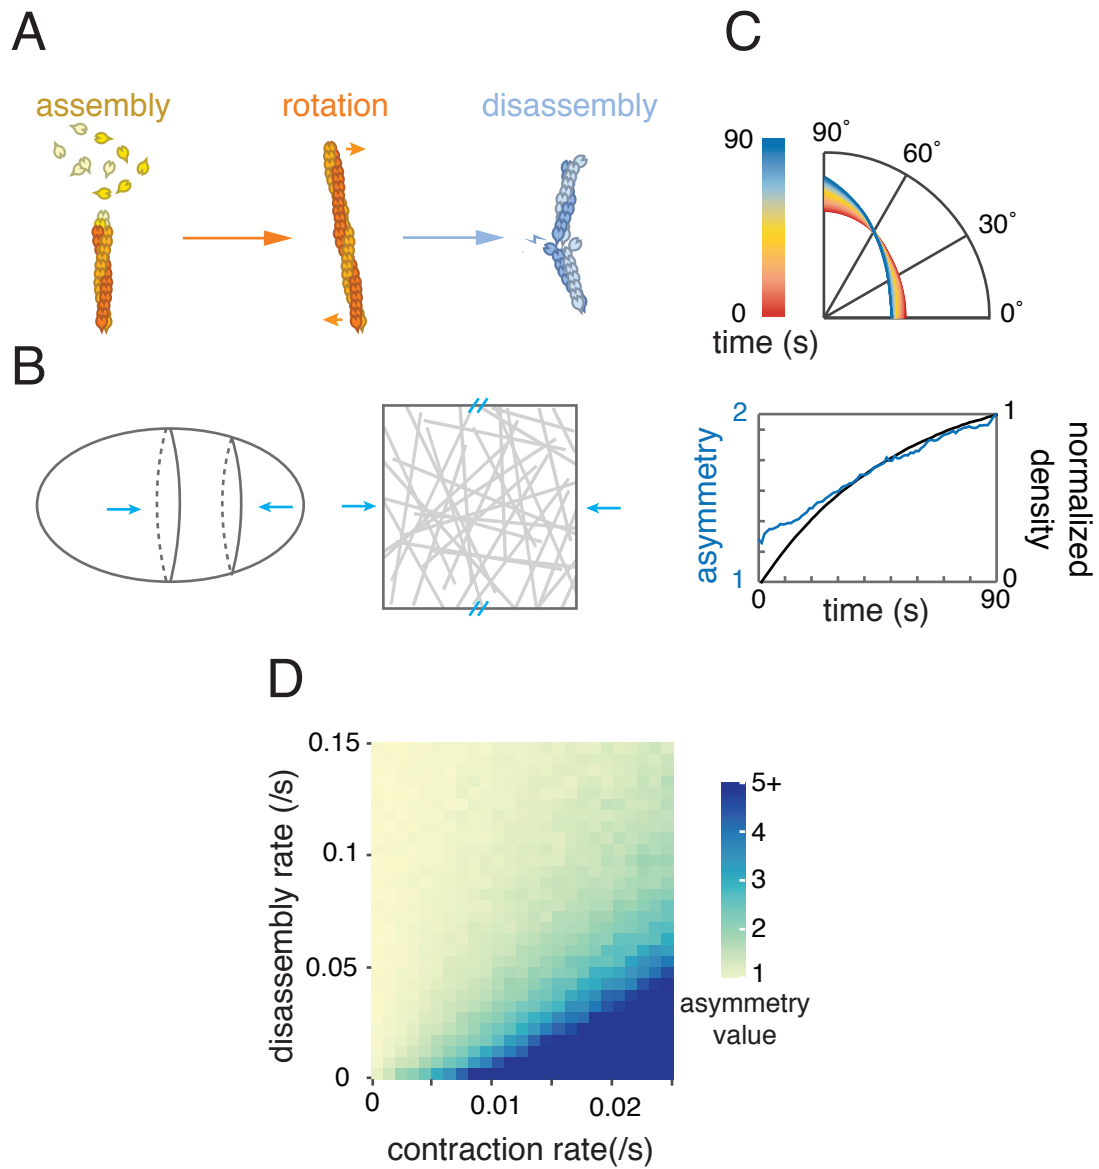 A
assembly
rotation
disassembly
B
C
90
0
time (s)
90°
60°
30°
0°
asymmetry
2
1
1
0
normalized
density
0
time (s)
90
D
disassembly rate (/s)
0.15
0.1
0.05
0
0
0.01
0.02
contraction rate(/s)
5+
4
3
2
1
asymmetry
value